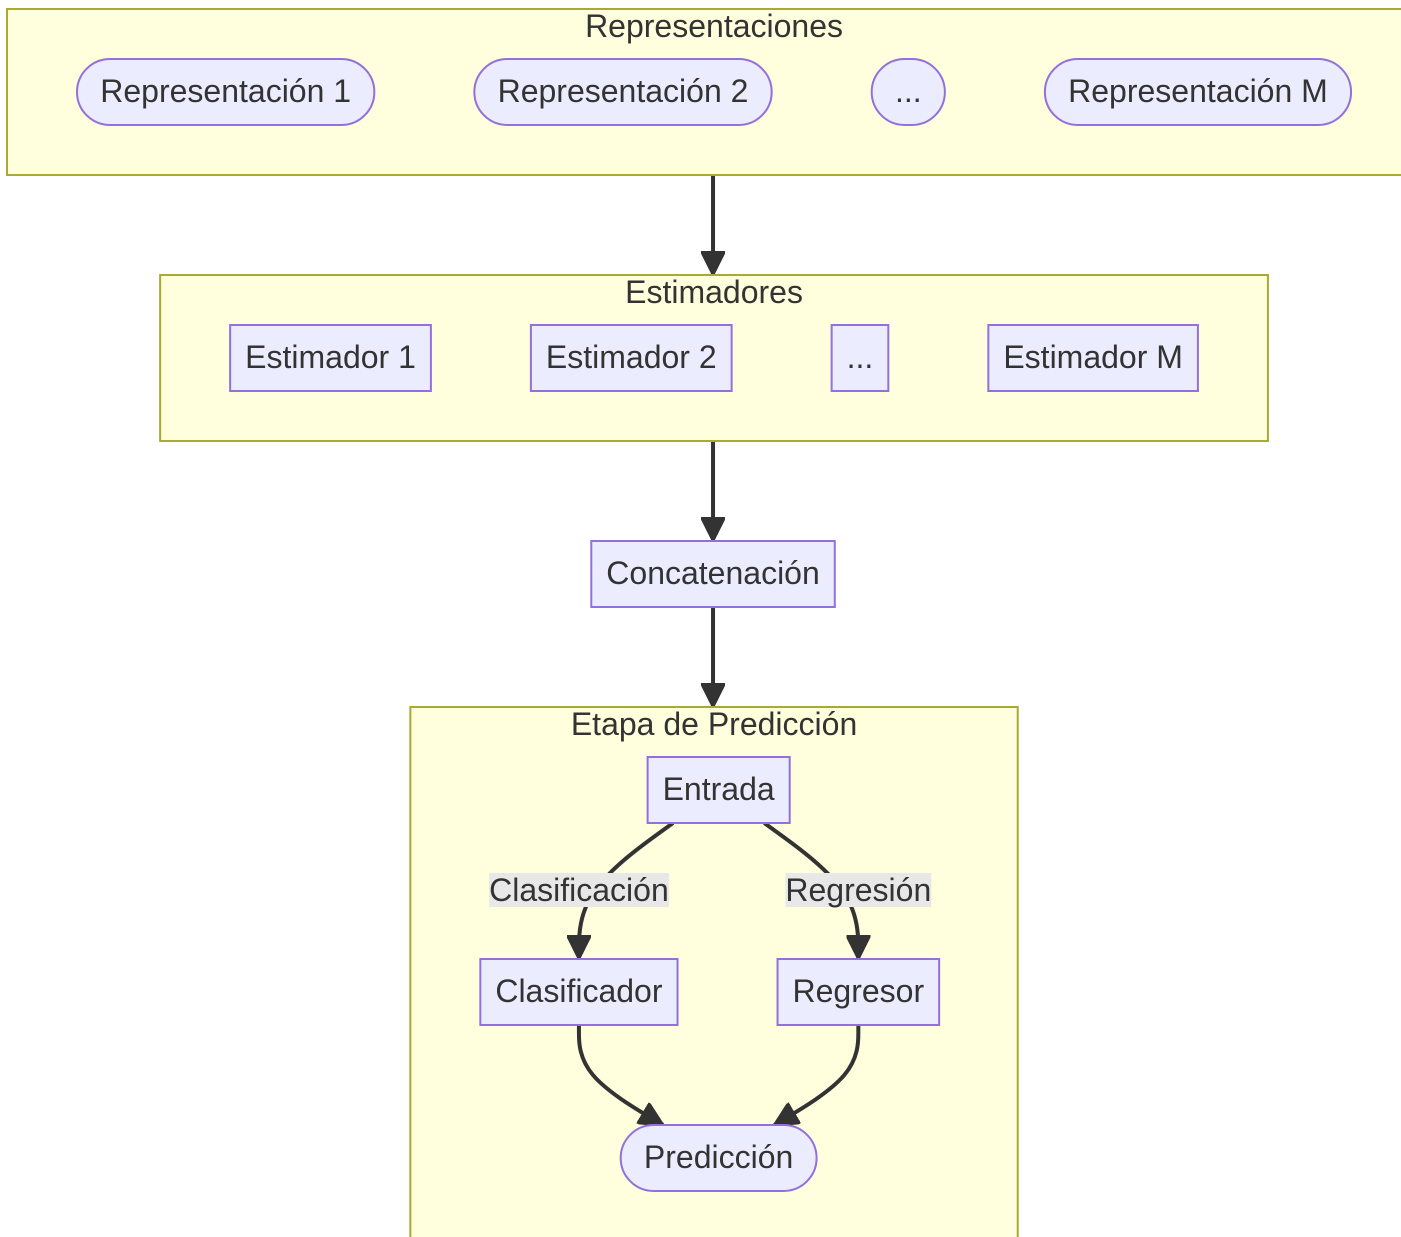 Representaciones
Representación 1
Representación 2
...
Representación M
Estimadores
Estimador 1
Estimador 2
...
Estimador M
Concatenación
Etapa de Predicción
Entrada
Clasificación
Regresión
Clasificador
Regresor
Predicción